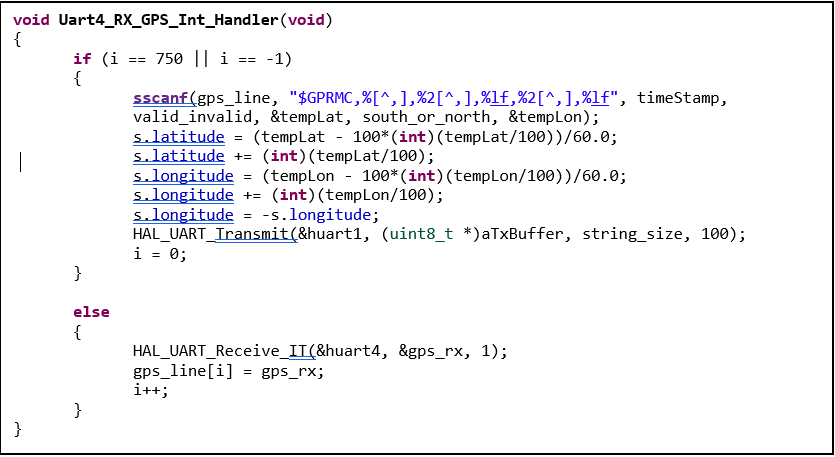 void Uart4_RX_GPS_Int_Handler(void)
{
if (i == 750 || i == -1)
{
sscanf(gps_line, "$GPRMC,%[^,],%2[^,],%lf,%2[^,],%lf", timeStamp,
valid_invalid, &tempLat, south_or_north, &tempLon);
s.latitude = (tempLat - 100*(int)(tempLat/100))/60.0;
s.latitude += (int)(tempLat/100);
s.longitude = (tempLon - 100*(int)(tempLon/100))/60.0;
s.longitude += (int)(tempLon/100);
s.longitude = -s.longitude;
HAL_UART_Transmit(&huart1, (uint8_t *)aTxBuffer, string_size, 100);
i = 0;
}
else
{
HAL_UART_Receive_IT(&huart4, &gps_rx, 1);
gps_line[i] = gps_rx;
i++;
}
}